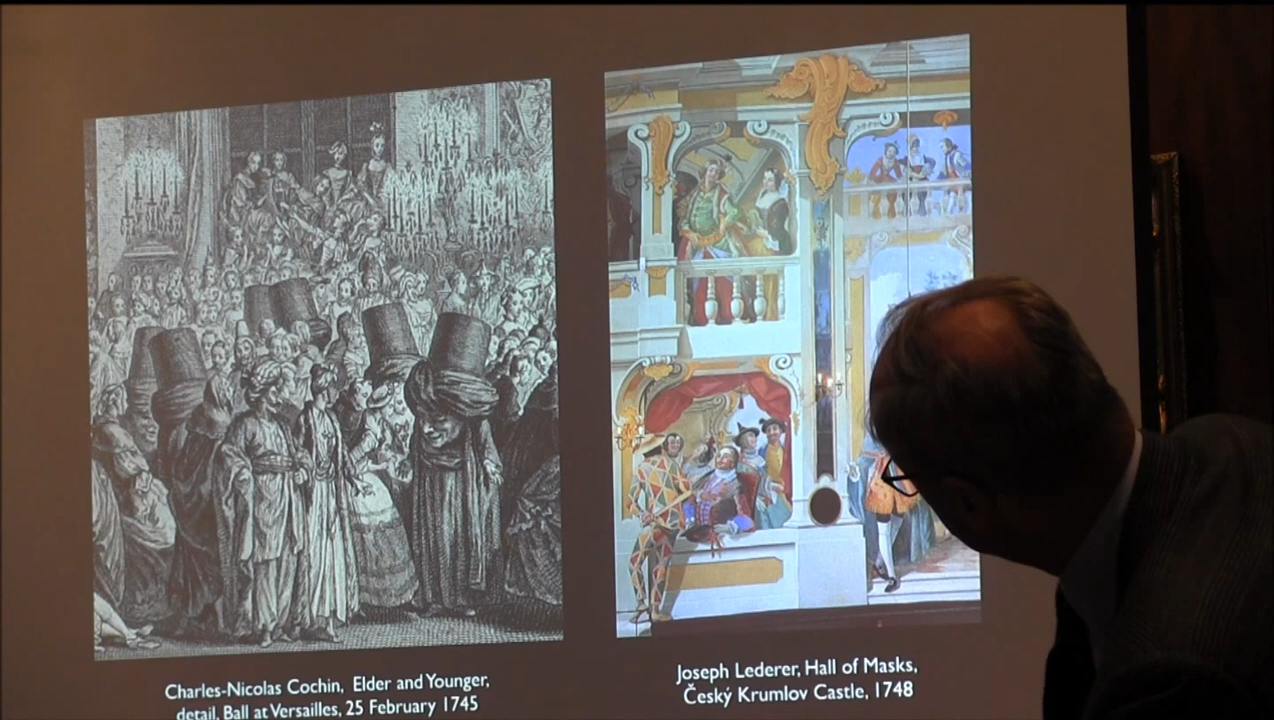 Charles-Nicolas Cochin, Elder and Younger,
detail, Ball at Versailles, 25 February 1745
Joseph Lederer, Hall of Masks,
Český Krumlov Castle, 1748